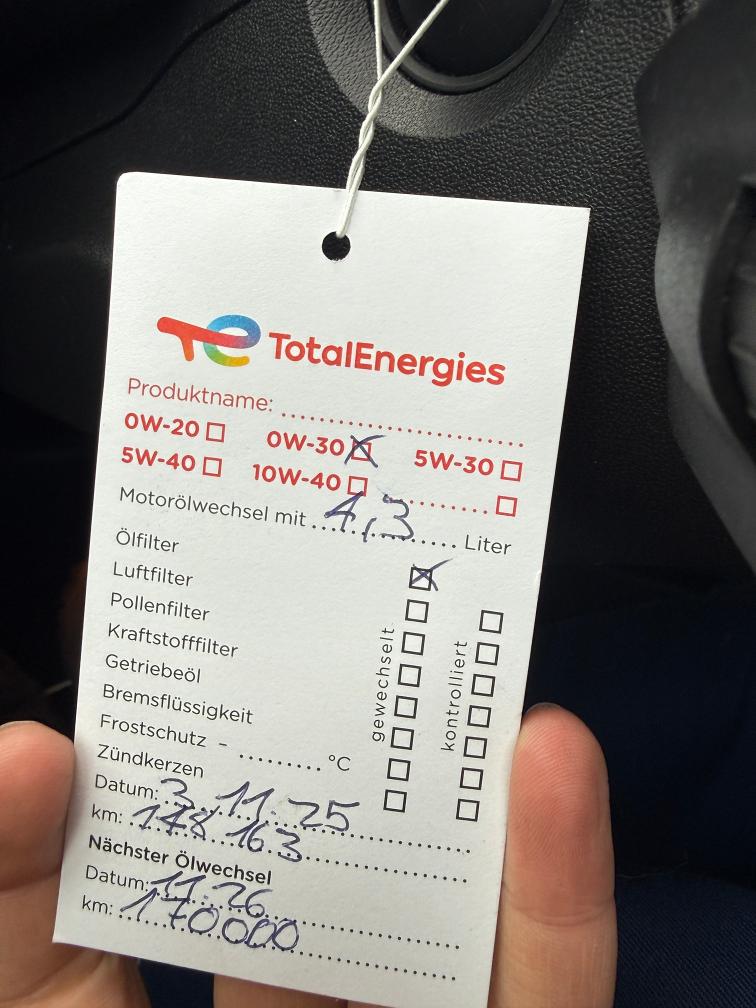 TotalEnergies
Produktname:
0W-20 0W-30 5W-30
5W-40 10W-40
Motorölwechsel mit 4,3 Liter
Ölfilter
Luftfilter
Pollenfilter
Kraftstofffilter
Getriebeöl
Bremsflüssigkeit
Frostschutz - °C
Zündkerzen
gewechselt
kontrolliert
Datum: 3. 11. 25
km: 148 163
Nächster Ölwechsel
Datum: 11. 26
km: 170000